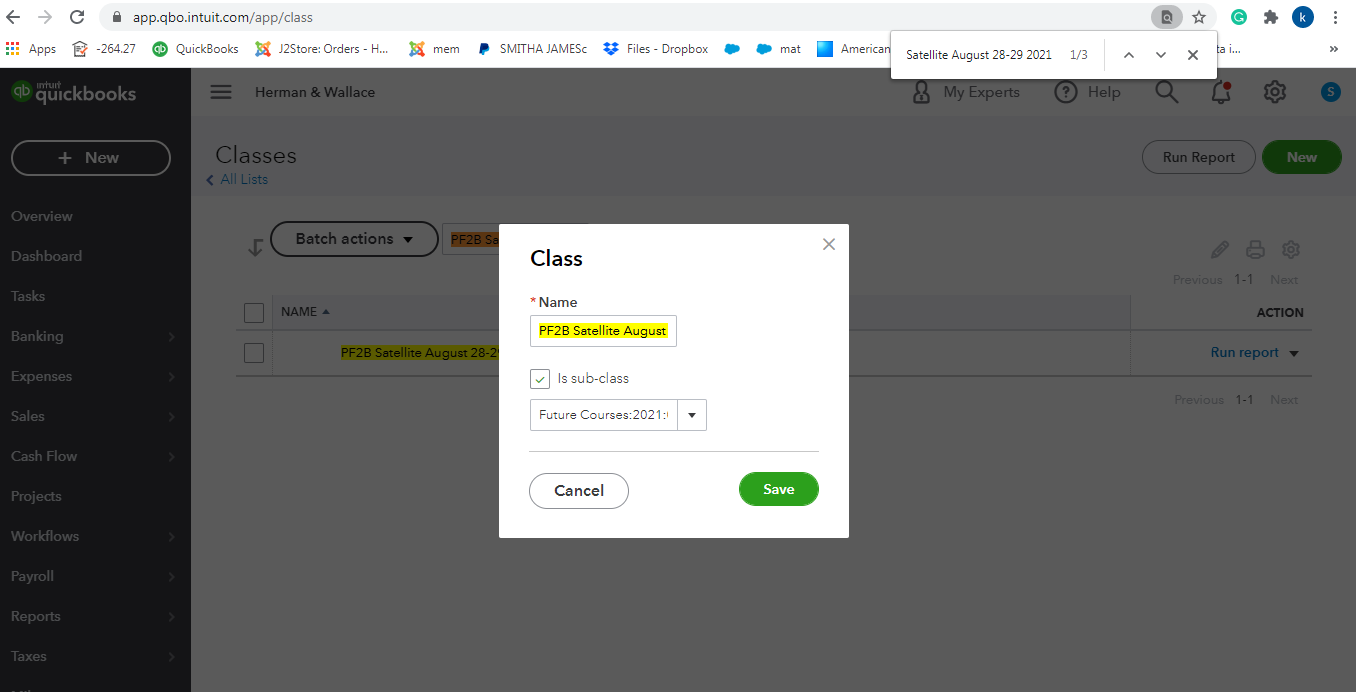 app.qbo.intuit.com/app/class
k
Apps
-264.27
QuickBooks
J2Store: Orders - H...
mem
SMITHA JAMESc
Files - Dropbox
mat
American
ta i...
»
Satellite August 28-29 2021 1/3
qb intuit quickbooks
Herman & Wallace
My Experts
? Help
S
+ New
Classes
All Lists
Run Report
New
Overview
Dashboard
Tasks
Banking
Expenses
Sales
Cash Flow
Projects
Workflows
Payroll
Reports
Taxes
Batch actions
PF2B Sa
Previous 1-1 Next
NAME
ACTION
PF2B Satellite August 28-2
Run report
Previous 1-1 Next
Class
* Name
PF2B Satellite August
Is sub-class
Future Courses:2021:
Cancel
Save